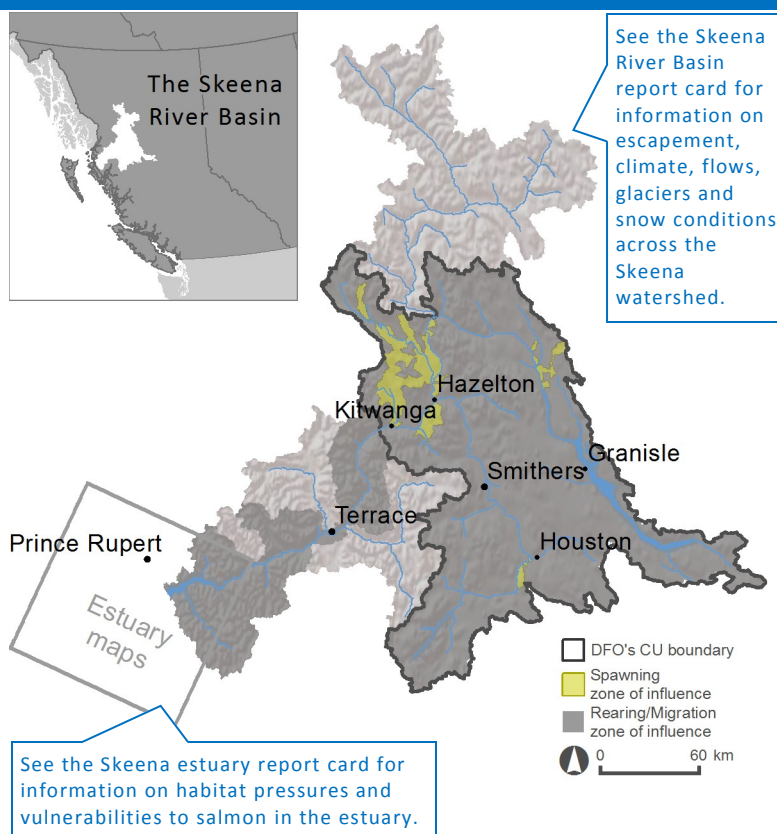 The Skeena
River Basin
See the Skeena
River Basin
report card for
information on
escapement,
climate, flows,
glaciers and
snow conditions
across the
Skeena
watershed.
Hazelton
Kitwanga
Granisle
Smithers
Terrace
Prince Rupert
Houston
Estuary
maps
DFO's CU boundary
Spawning
zone of influence
Rearing/Migration
zone of influence
0 60 km
See the Skeena estuary report card for
information on habitat pressures and
vulnerabilities to salmon in the estuary.